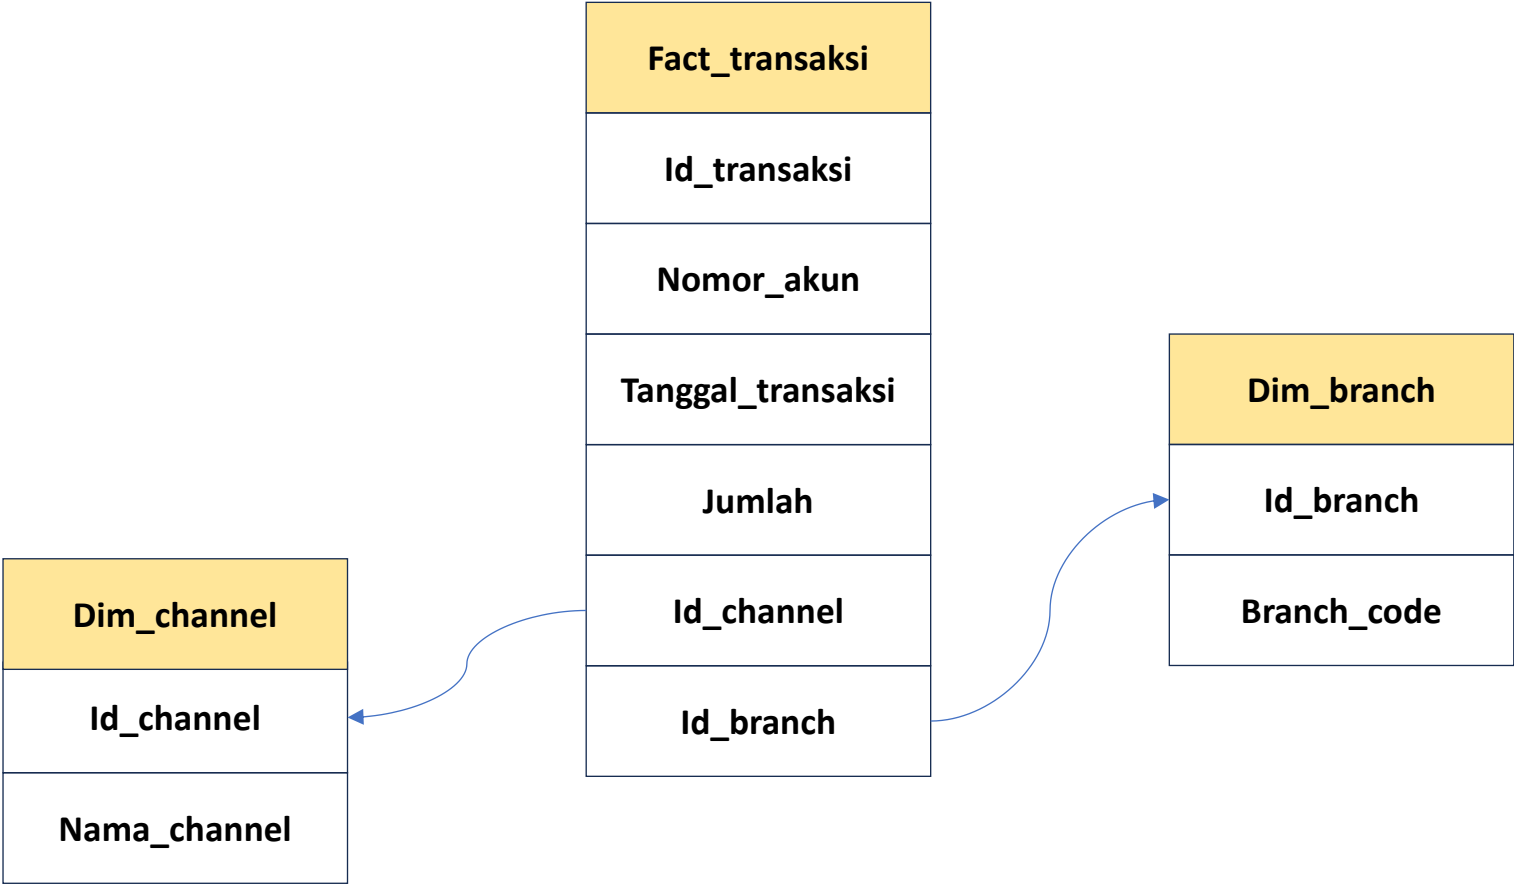 Fact_transaksi
Id_transaksi
Nomor_akun
Tanggal_transaksi
Jumlah
Id_channel
Id_branch
Dim_channel
Id_channel
Nama_channel
Dim_branch
Id_branch
Branch_code